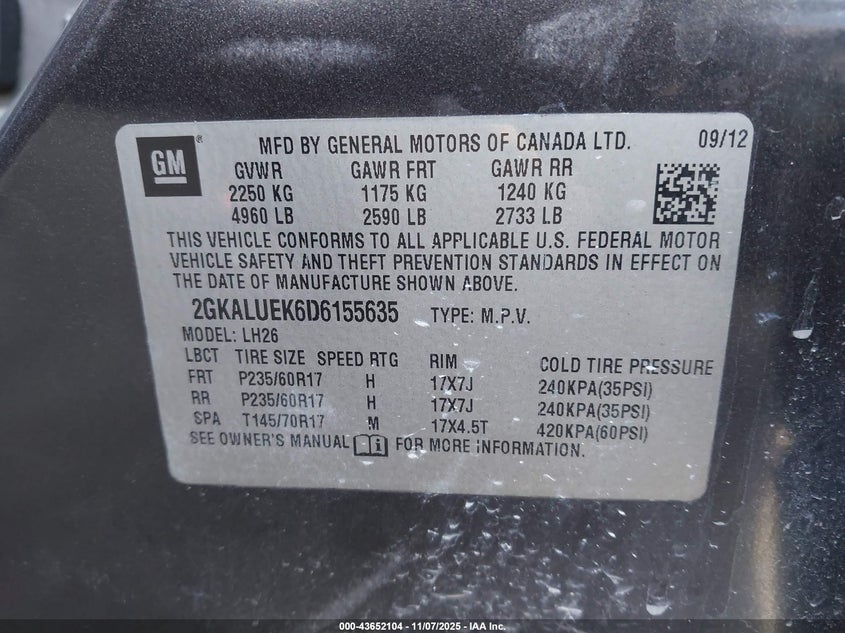 GM ®
MFD BY GENERAL MOTORS OF CANADA LTD. 09/12
GVWR GAWR FRT GAWR RR
2250 KG 1175 KG 1240 KG
4960 LB 2590 LB 2733 LB
THIS VEHICLE CONFORMS TO ALL APPLICABLE U.S. FEDERAL MOTOR
VEHICLE SAFETY AND THEFT PREVENTION STANDARDS IN EFFECT ON
THE DATE OF MANUFACTURE SHOWN ABOVE.
2GKALUEK6D6155635 TYPE: M.P.V.
MODEL: LH26
LBCT TIRE SIZE SPEED RTG RIM COLD TIRE PRESSURE
FRT P235/60R17 H 17X7J 240KPA(35PSI)
RR P235/60R17 H 17X7J 240KPA(35PSI)
SPA T145/70R17 M 17X4.5T 420KPA(60PSI)
SEE OWNER'S MANUAL FOR MORE INFORMATION.
000-43652104 - 11/07/2025 - IAA Inc.